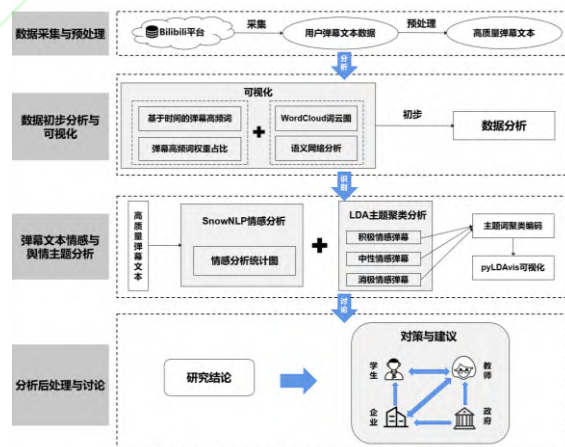 数据采集与预处理
Bilibili平台
采集
用户弹幕文本数据
预处理
高质量弹幕文本
分析
数据初步分析与
可视化
可视化
基于时间的弹幕高频词
弹幕高频词权重占比
WordCloud词云图
语义网络分析
初步
数据分析
识别
弹幕文本情感与
舆情主题分析
高质量弹幕文本
SnowNLP情感分析
情感分析统计图
LDA主题聚类分析
积极情感弹幕
中性情感弹幕
消极情感弹幕
主题词聚类编码
pyLDAvis可视化
讨论
分析后处理与讨论
研究结论
对策与建议
学生
教师
企业
政府